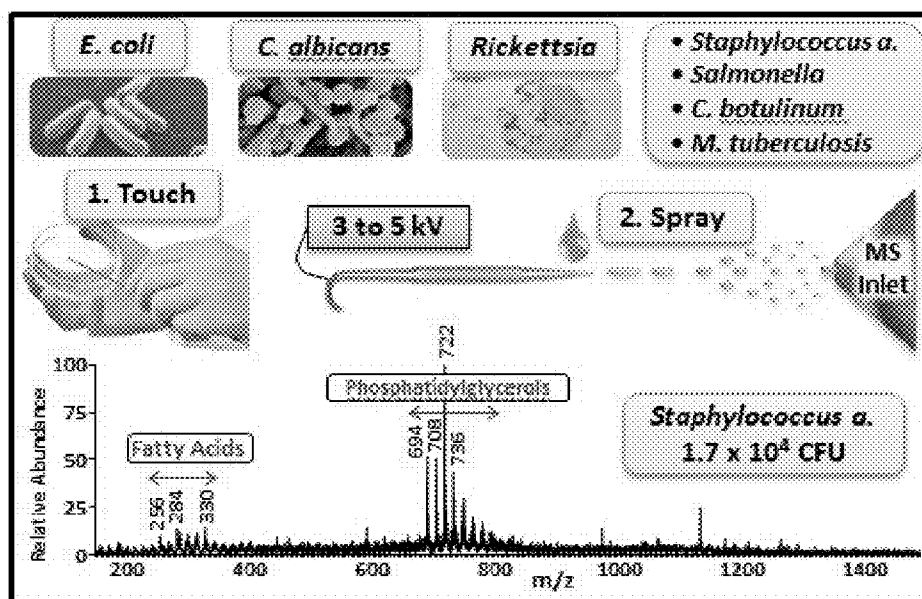 E. coli
C. albicans
Rickettsia
• Staphylococcus a.
• Salmonella
• C. botulinum
• M. tuberculosis
1. Touch
3 to 5 kV
2. Spray
MS
Inlet
Relative Abundance
100
75
50
25
0
Fatty Acids
256
284
330
Phosphatidylglycerols
694
708
722
736
Staphylococcus a.
1.7 x 10⁴ CFU
200
400
600
800
1000
1200
1400
m/z